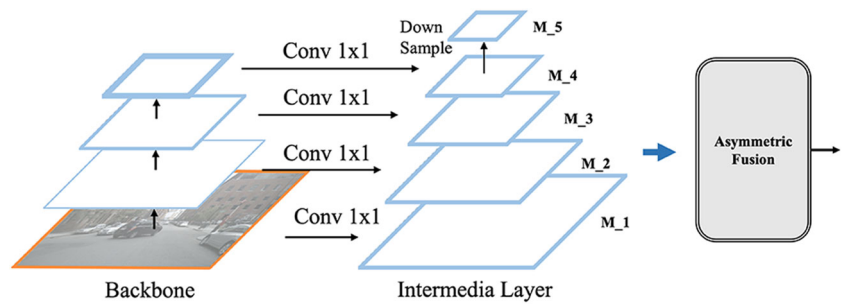 Down
Sample
M_5
Conv 1x1
M_4
Conv 1x1
M_3
Conv 1x1
M_2
Conv 1x1
M_1
Asymmetric
Fusion
Backbone
Intermedia Layer